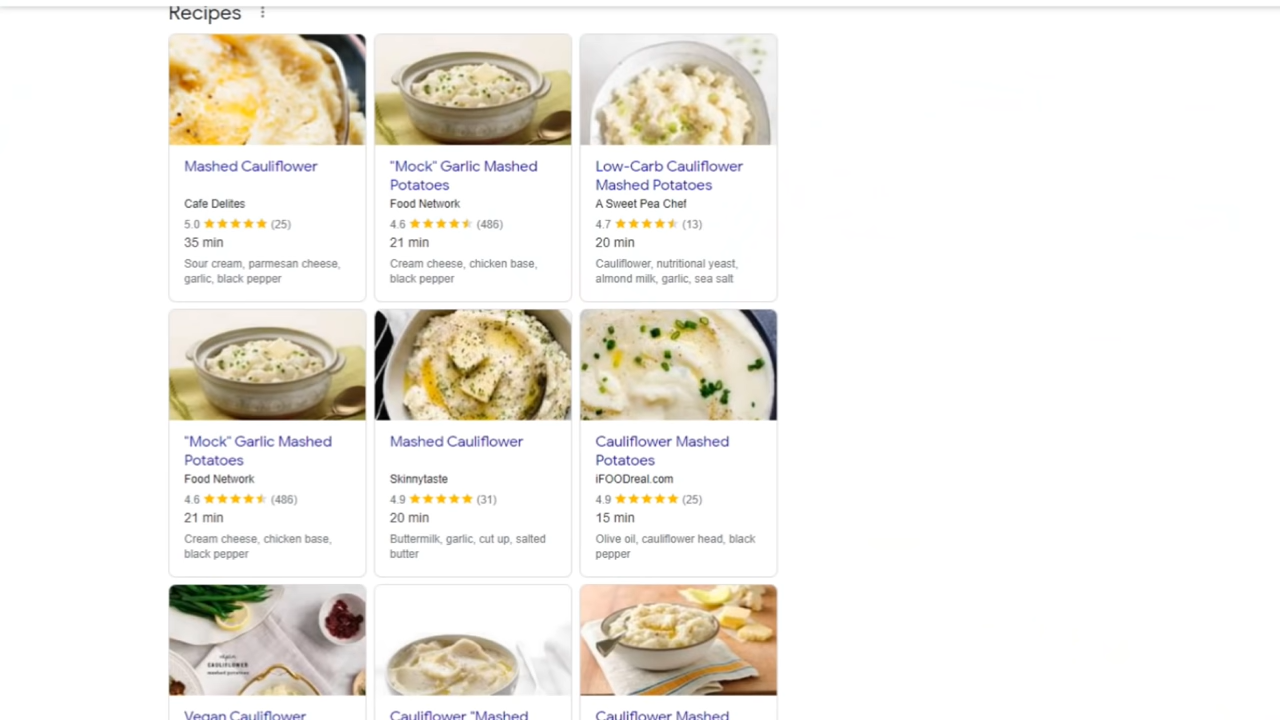 Recipes
Mashed Cauliflower
Cafe Delites
5.0 (25)
35 min
Sour cream, parmesan cheese,
garlic, black pepper
"Mock" Garlic Mashed
Potatoes
Food Network
4.6 (486)
21 min
Cream cheese, chicken base,
black pepper
Low-Carb Cauliflower
Mashed Potatoes
A Sweet Pea Chef
4.7 (13)
20 min
Cauliflower, nutritional yeast,
almond milk, garlic, sea salt
"Mock" Garlic Mashed
Potatoes
Food Network
4.6 (486)
21 min
Cream cheese, chicken base,
black pepper
Mashed Cauliflower
Skinnytaste
4.9 (31)
20 min
Buttermilk, garlic, cut up, salted
butter
Cauliflower Mashed
Potatoes
iFOODreal.com
4.9 (25)
15 min
Olive oil, cauliflower head, black
pepper
vegan
CAULIFLOWER
mashed potatoes
Vegan Cauliflower
Cauliflower "Mashed
Cauliflower Mashed